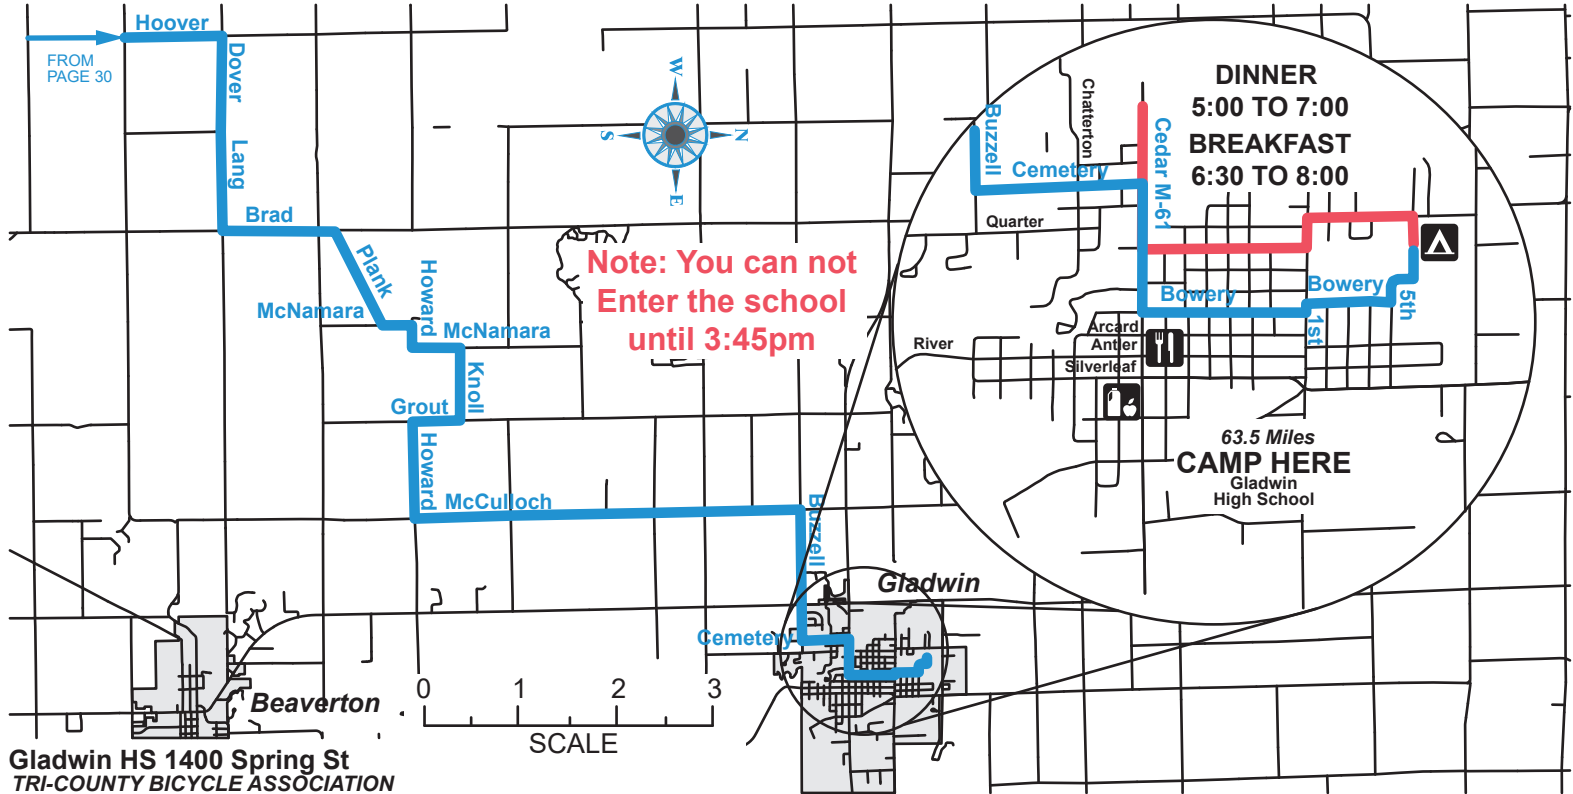 Hoover
FROM
PAGE 30
Dover
Lang
Brad
Plank
McNamara
Howard
McNamara
Knoll
Grout
Howard
McCulloch
Buzzell
Cemetery
W
S
N
E
Note: You can not
Enter the school
until 3:45pm
Buzzell
Chatterton
Cemetery
Cedar M-61
DINNER
5:00 TO 7:00
BREAKFAST
6:30 TO 8:00
Quarter
Bowery
Bowery
5th
1st
River
Arcard
Antler
Silverleaf
63.5 Miles
CAMP HERE
Gladwin
High School
Gladwin
Beaverton
0 1 2 3
SCALE
Gladwin HS 1400 Spring St
TRI-COUNTY BICYCLE ASSOCIATION